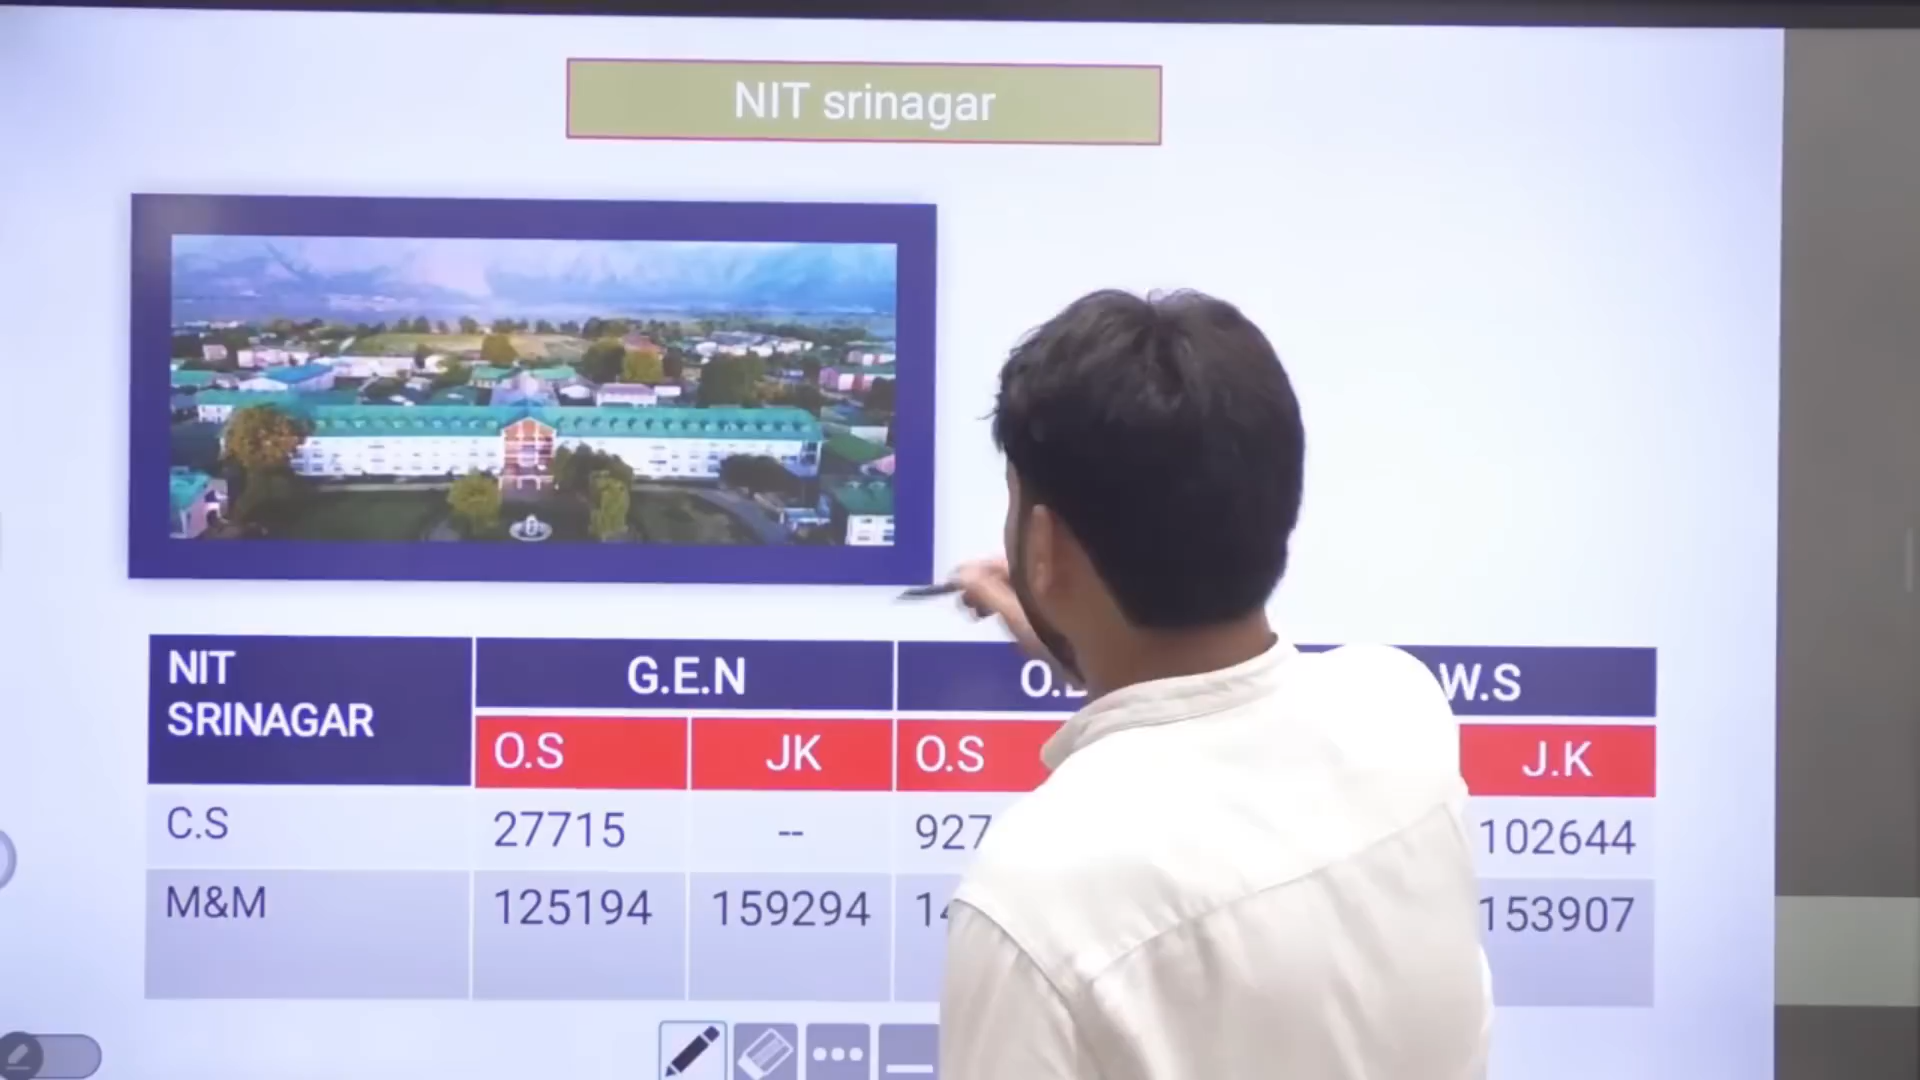 NIT srinagar
NIT SRINAGAR
G.E.N
W.S
O.S JK O.S J.K
C.S 27715 -- 102644
M&M 125194 159294 153907